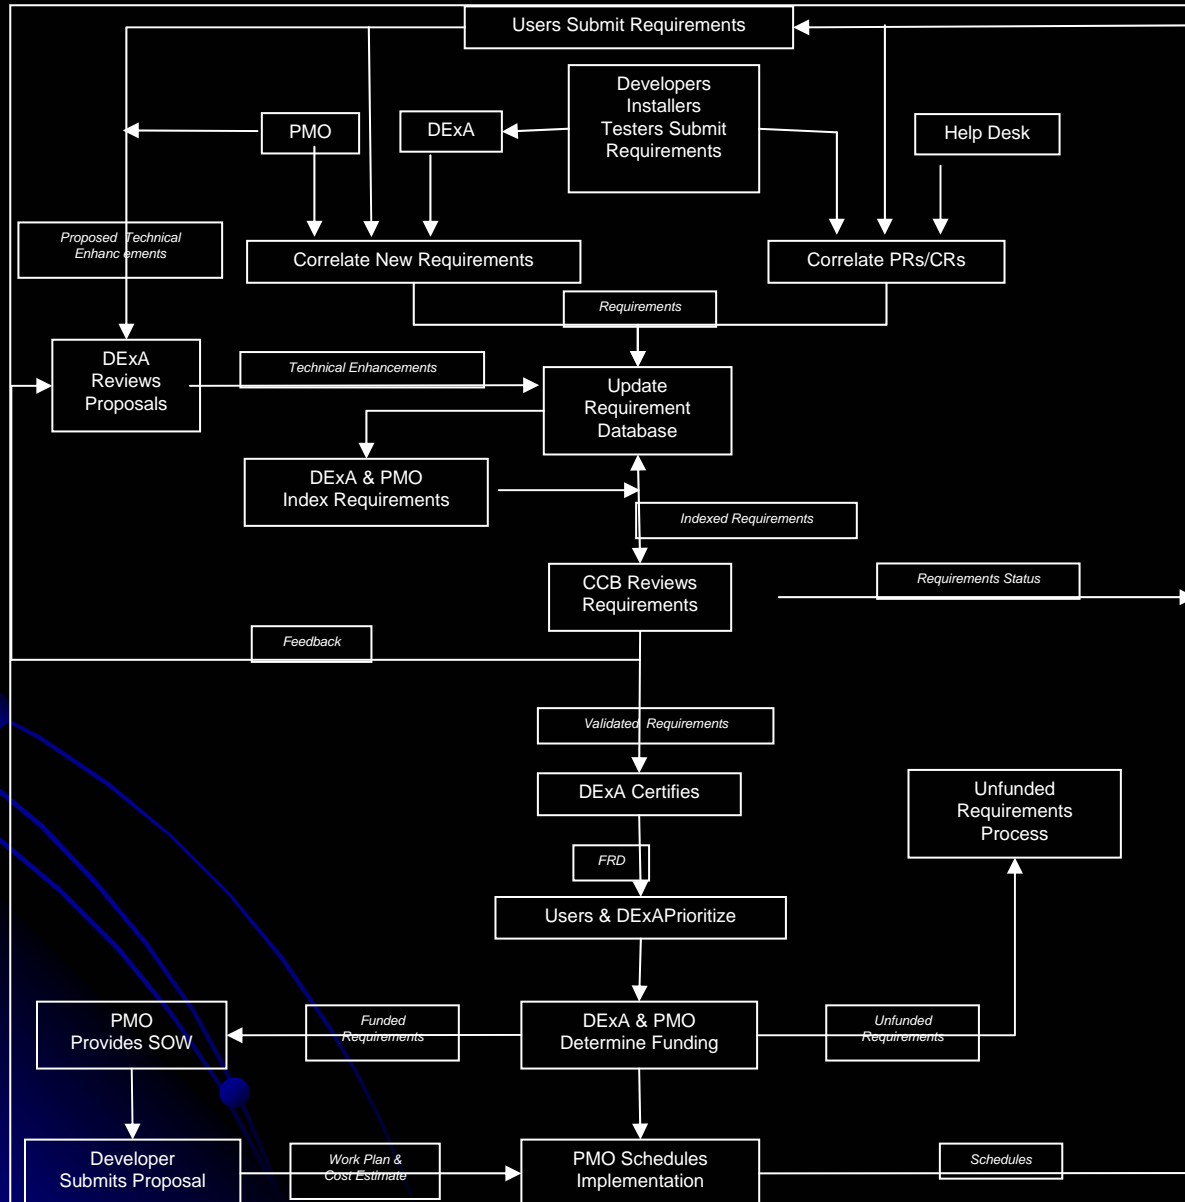 Users Submit Requirements
Developers
Installers
Testers Submit
Requirements
PMO
DExA
Help Desk
Proposed Technical
Enhancements
Correlate New Requirements
Correlate PRs/CRs
Requirements
DExA
Reviews
Proposals
Technical Enhancements
Update
Requirement
Database
DExA & PMO
Index Requirements
Indexed Requirements
CCB Reviews
Requirements
Requirements Status
Feedback
Validated Requirements
DExA Certifies
Unfunded
Requirements
Process
FRD
Users & DExAPrioritize
PMO
Provides SOW
Funded
Requirements
DExA & PMO
Determine Funding
Unfunded
Requirements
Developer
Submits Proposal
Work Plan &
Cost Estimate
PMO Schedules
Implementation
Schedules